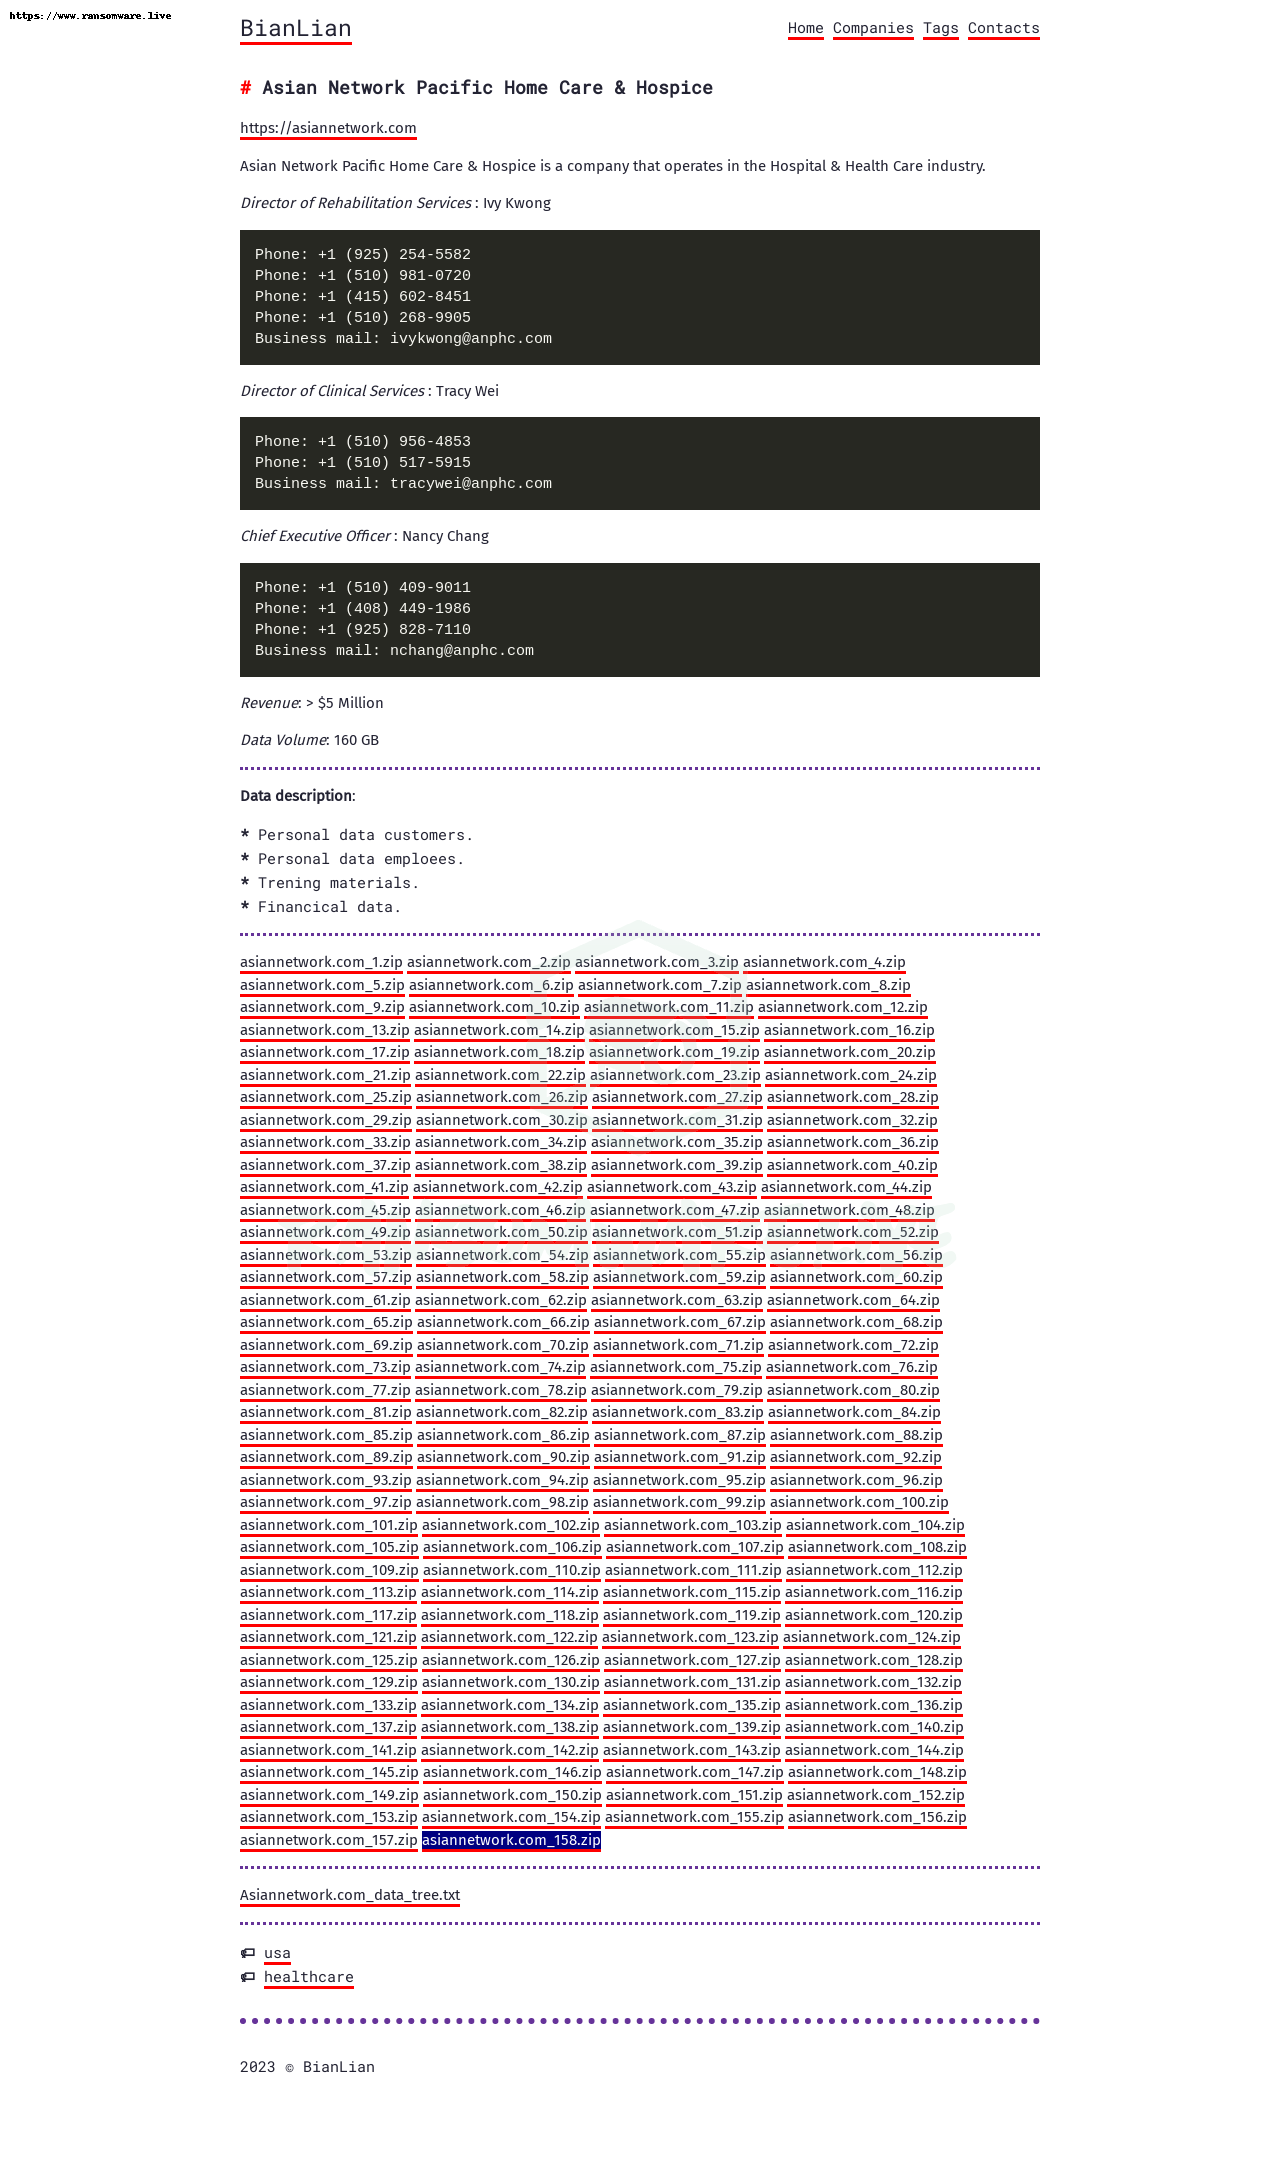 https://www.ransomware.live
BianLian
Home Companies Tags Contacts
# Asian Network Pacific Home Care & Hospice
https://asiannetwork.com
Asian Network Pacific Home Care & Hospice is a company that operates in the Hospital & Health Care industry.
Director of Rehabilitation Services : Ivy Kwong
Phone: +1 (925) 254-5582
Phone: +1 (510) 981-0720
Phone: +1 (415) 602-8451
Phone: +1 (510) 268-9905
Business mail: ivykwong@anphc.com
Director of Clinical Services : Tracy Wei
Phone: +1 (510) 956-4853
Phone: +1 (510) 517-5915
Business mail: tracywei@anphc.com
Chief Executive Officer : Nancy Chang
Phone: +1 (510) 409-9011
Phone: +1 (408) 449-1986
Phone: +1 (925) 828-7110
Business mail: nchang@anphc.com
Revenue: > $5 Million
Data Volume: 160 GB
Data description:
* Personal data customers.
* Personal data emploees.
* Trening materials.
* Financical data.
asiannetwork.com_1.zip asiannetwork.com_2.zip asiannetwork.com_3.zip asiannetwork.com_4.zip
asiannetwork.com_5.zip asiannetwork.com_6.zip asiannetwork.com_7.zip asiannetwork.com_8.zip
asiannetwork.com_9.zip asiannetwork.com_10.zip asiannetwork.com_11.zip asiannetwork.com_12.zip
asiannetwork.com_13.zip asiannetwork.com_14.zip asiannetwork.com_15.zip asiannetwork.com_16.zip
asiannetwork.com_17.zip asiannetwork.com_18.zip asiannetwork.com_19.zip asiannetwork.com_20.zip
asiannetwork.com_21.zip asiannetwork.com_22.zip asiannetwork.com_23.zip asiannetwork.com_24.zip
asiannetwork.com_25.zip asiannetwork.com_26.zip asiannetwork.com_27.zip asiannetwork.com_28.zip
asiannetwork.com_29.zip asiannetwork.com_30.zip asiannetwork.com_31.zip asiannetwork.com_32.zip
asiannetwork.com_33.zip asiannetwork.com_34.zip asiannetwork.com_35.zip asiannetwork.com_36.zip
asiannetwork.com_37.zip asiannetwork.com_38.zip asiannetwork.com_39.zip asiannetwork.com_40.zip
asiannetwork.com_41.zip asiannetwork.com_42.zip asiannetwork.com_43.zip asiannetwork.com_44.zip
asiannetwork.com_45.zip asiannetwork.com_46.zip asiannetwork.com_47.zip asiannetwork.com_48.zip
asiannetwork.com_49.zip asiannetwork.com_50.zip asiannetwork.com_51.zip asiannetwork.com_52.zip
asiannetwork.com_53.zip asiannetwork.com_54.zip asiannetwork.com_55.zip asiannetwork.com_56.zip
asiannetwork.com_57.zip asiannetwork.com_58.zip asiannetwork.com_59.zip asiannetwork.com_60.zip
asiannetwork.com_61.zip asiannetwork.com_62.zip asiannetwork.com_63.zip asiannetwork.com_64.zip
asiannetwork.com_65.zip asiannetwork.com_66.zip asiannetwork.com_67.zip asiannetwork.com_68.zip
asiannetwork.com_69.zip asiannetwork.com_70.zip asiannetwork.com_71.zip asiannetwork.com_72.zip
asiannetwork.com_73.zip asiannetwork.com_74.zip asiannetwork.com_75.zip asiannetwork.com_76.zip
asiannetwork.com_77.zip asiannetwork.com_78.zip asiannetwork.com_79.zip asiannetwork.com_80.zip
asiannetwork.com_81.zip asiannetwork.com_82.zip asiannetwork.com_83.zip asiannetwork.com_84.zip
asiannetwork.com_85.zip asiannetwork.com_86.zip asiannetwork.com_87.zip asiannetwork.com_88.zip
asiannetwork.com_89.zip asiannetwork.com_90.zip asiannetwork.com_91.zip asiannetwork.com_92.zip
asiannetwork.com_93.zip asiannetwork.com_94.zip asiannetwork.com_95.zip asiannetwork.com_96.zip
asiannetwork.com_97.zip asiannetwork.com_98.zip asiannetwork.com_99.zip asiannetwork.com_100.zip
asiannetwork.com_101.zip asiannetwork.com_102.zip asiannetwork.com_103.zip asiannetwork.com_104.zip
asiannetwork.com_105.zip asiannetwork.com_106.zip asiannetwork.com_107.zip asiannetwork.com_108.zip
asiannetwork.com_109.zip asiannetwork.com_110.zip asiannetwork.com_111.zip asiannetwork.com_112.zip
asiannetwork.com_113.zip asiannetwork.com_114.zip asiannetwork.com_115.zip asiannetwork.com_116.zip
asiannetwork.com_117.zip asiannetwork.com_118.zip asiannetwork.com_119.zip asiannetwork.com_120.zip
asiannetwork.com_121.zip asiannetwork.com_122.zip asiannetwork.com_123.zip asiannetwork.com_124.zip
asiannetwork.com_125.zip asiannetwork.com_126.zip asiannetwork.com_127.zip asiannetwork.com_128.zip
asiannetwork.com_129.zip asiannetwork.com_130.zip asiannetwork.com_131.zip asiannetwork.com_132.zip
asiannetwork.com_133.zip asiannetwork.com_134.zip asiannetwork.com_135.zip asiannetwork.com_136.zip
asiannetwork.com_137.zip asiannetwork.com_138.zip asiannetwork.com_139.zip asiannetwork.com_140.zip
asiannetwork.com_141.zip asiannetwork.com_142.zip asiannetwork.com_143.zip asiannetwork.com_144.zip
asiannetwork.com_145.zip asiannetwork.com_146.zip asiannetwork.com_147.zip asiannetwork.com_148.zip
asiannetwork.com_149.zip asiannetwork.com_150.zip asiannetwork.com_151.zip asiannetwork.com_152.zip
asiannetwork.com_153.zip asiannetwork.com_154.zip asiannetwork.com_155.zip asiannetwork.com_156.zip
asiannetwork.com_157.zip asiannetwork.com_158.zip
Asiannetwork.com_data_tree.txt
usa
healthcare
2023 © BianLian